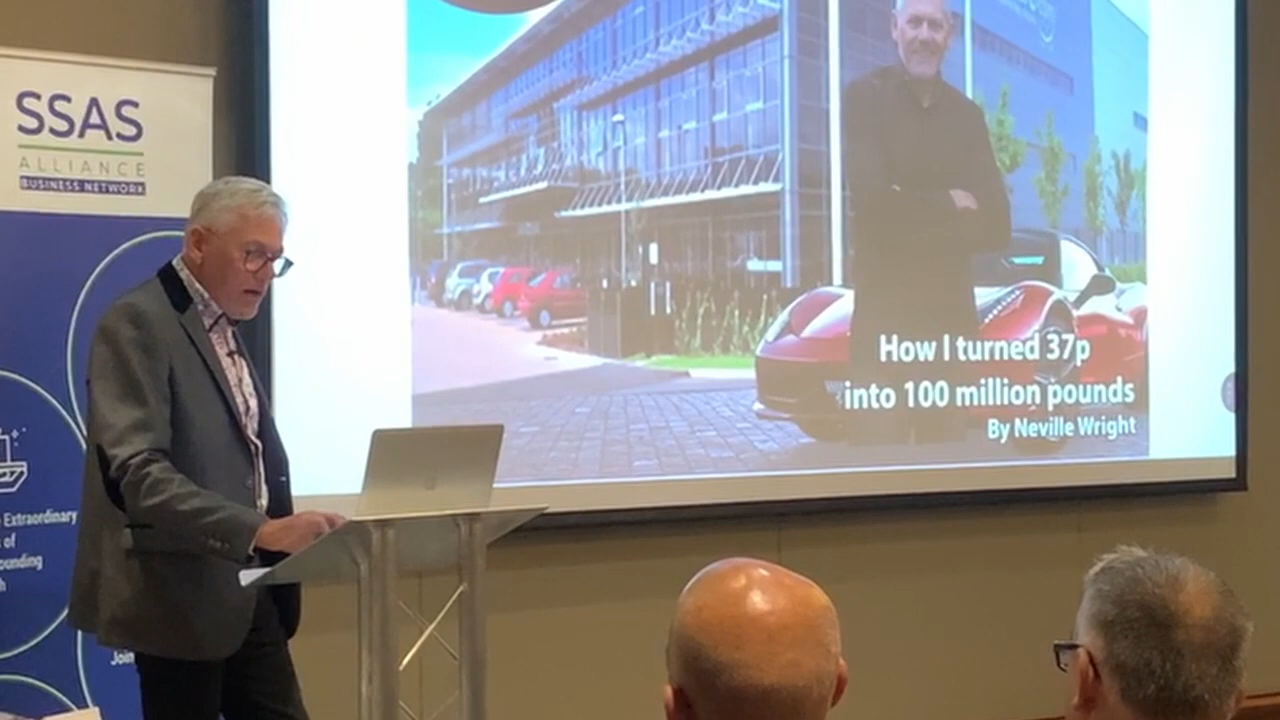 SSAS
ALLIANCE
BUSINESS NETWORK
Extraordinary
of
ounding
Join
How I turned 37p
into 100 million pounds
By Neville Wright